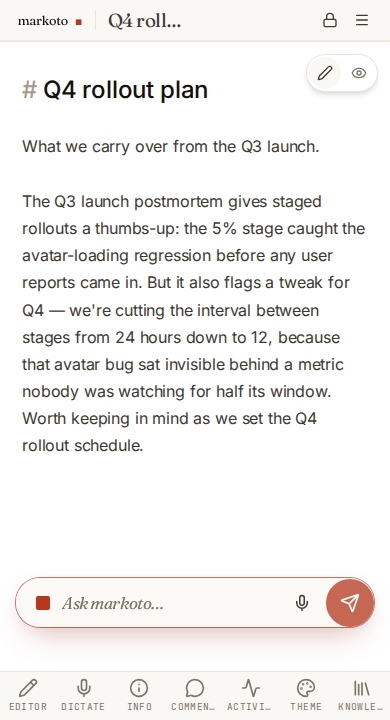 markoto
Q4 roll...
# Q4 rollout plan
What we carry over from the Q3 launch.
The Q3 launch postmortem gives staged
rollouts a thumbs-up: the 5% stage caught the
avatar-loading regression before any user
reports came in. But it also flags a tweak for
Q4 — we're cutting the interval between
stages from 24 hours down to 12, because
that avatar bug sat invisible behind a metric
nobody was watching for half its window.
Worth keeping in mind as we set the Q4
rollout schedule.
Ask markoto...
EDITOR DICTATE INFO COMMEN… ACTIVI… THEME KNOWLE…